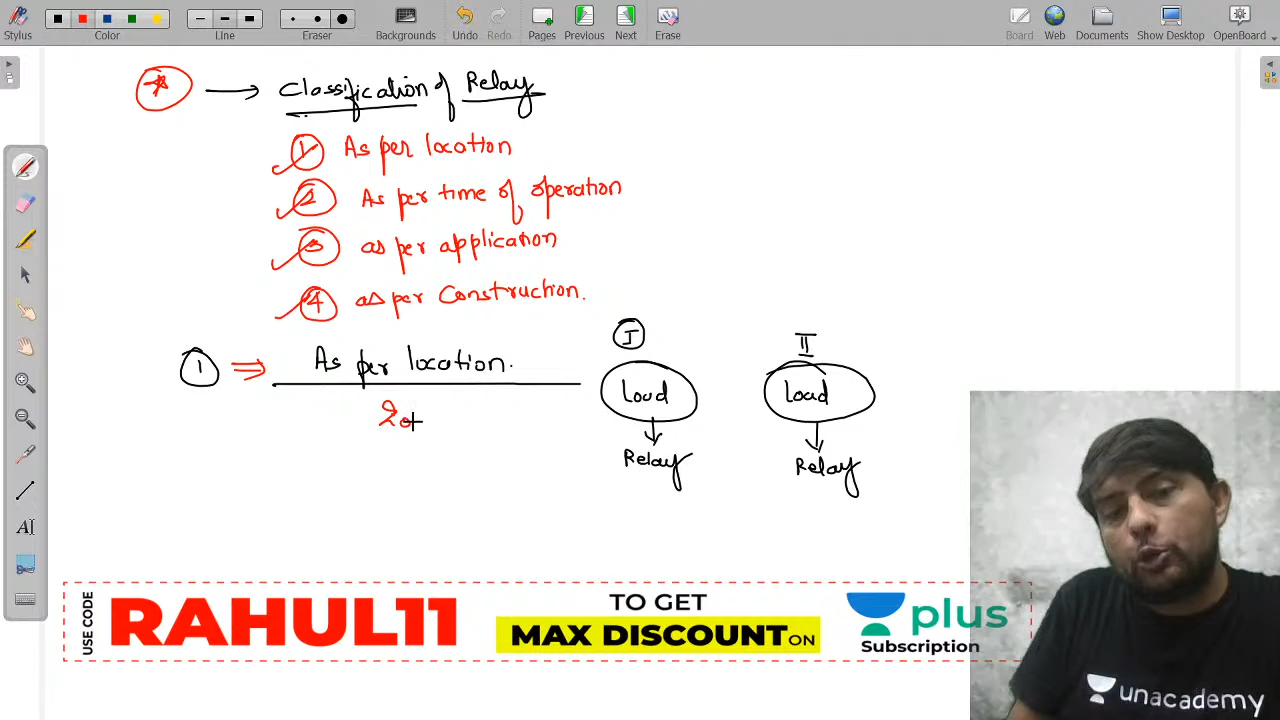 Stylus
Color
Line
Eraser
Backgrounds
Undo
Redo
Pages
Previous
Next
Erase
Board
Web
Documents
Show Desktop
OpenBoard
* → Classification of Relay
1 As per location
2 As per time of operation
3 as per application
4 as per Construction.
1 ⇒ As per location.
I
II
Load
Load
Relay
Relay
USE CODE
RAHUL11
TO GET
MAX DISCOUNT ON
plus
Subscription
unacademy